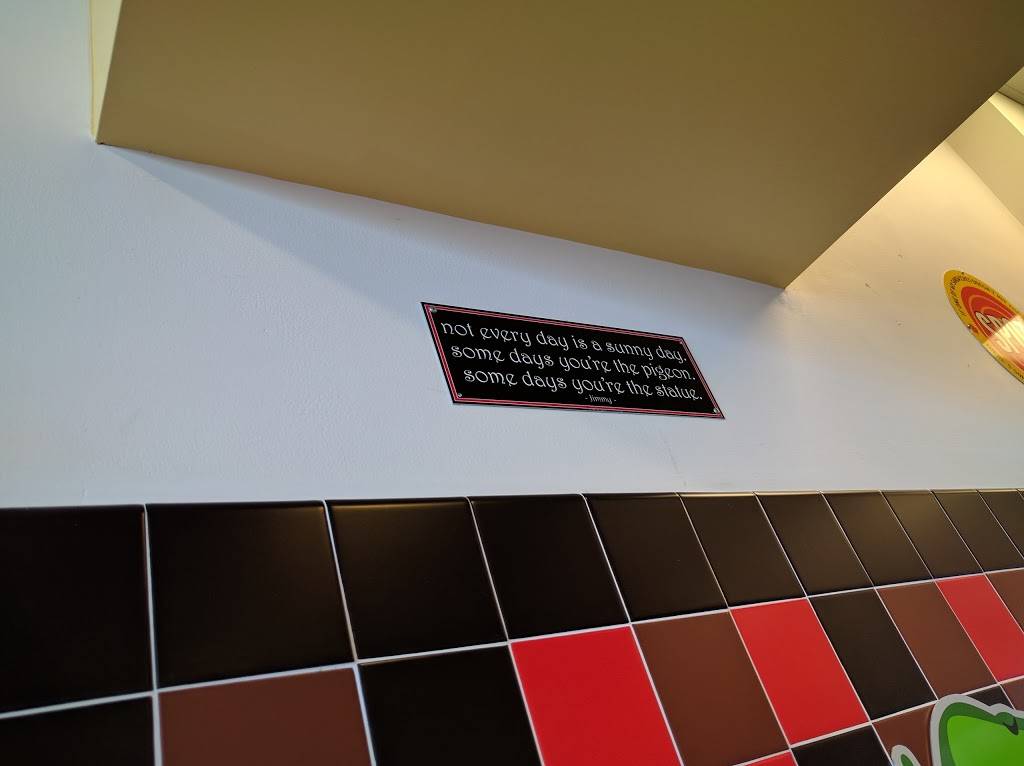 not every day is a sunny day.
some days you're the pigeon.
some days you're the statue.
- Jimmy -